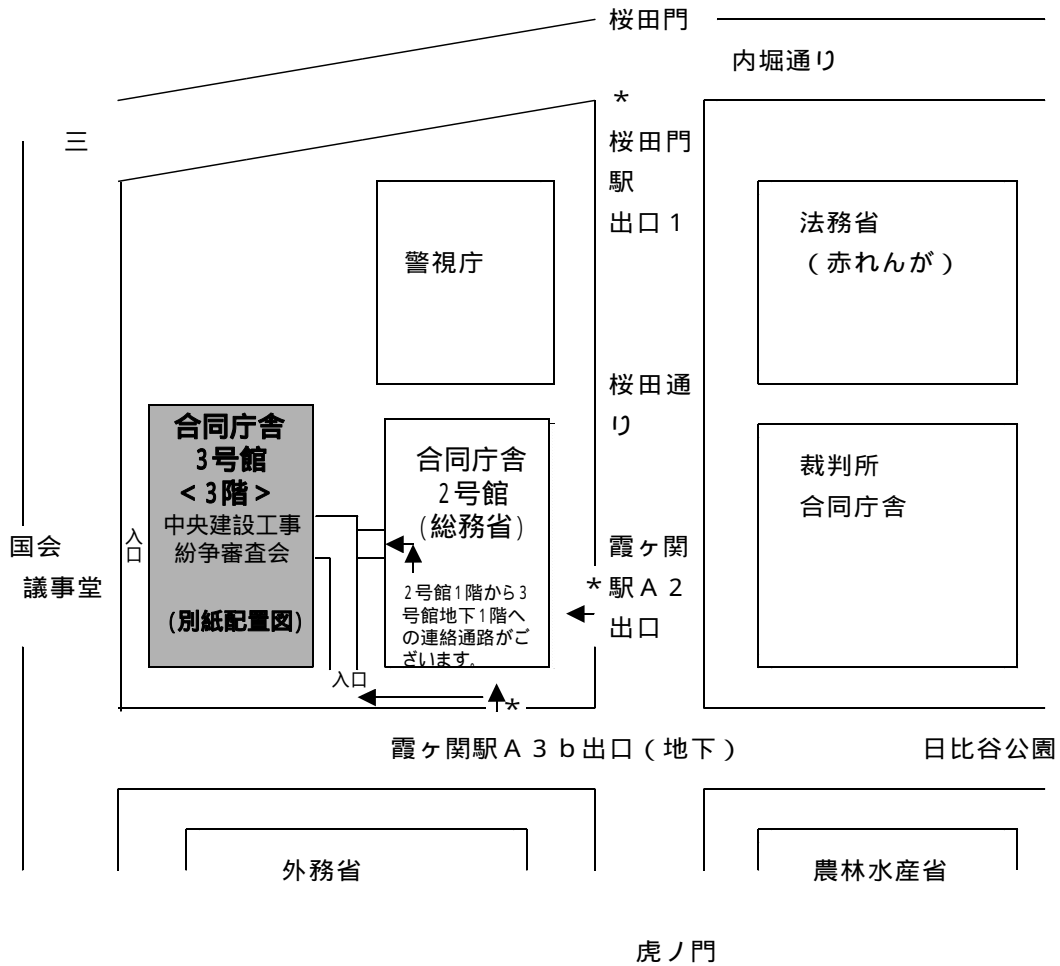 桜田門
内堀通り
*
三
桜田門
駅
出口1
警視庁
法務省
(赤れんが)
桜田通
り
合同庁舎
3号館
<3階>
中央建設工事
紛争審査会
(別紙配置図)
入口
合同庁舎
2号館
(総務省)
2号館1階から3
号館地下1階へ
の連絡通路がご
ざいます。
裁判所
合同庁舎
国会
議事堂
霞ヶ関
*駅A2
出口
入口
*
霞ヶ関駅A3b出口(地下)
日比谷公園
外務省
農林水産省
虎ノ門